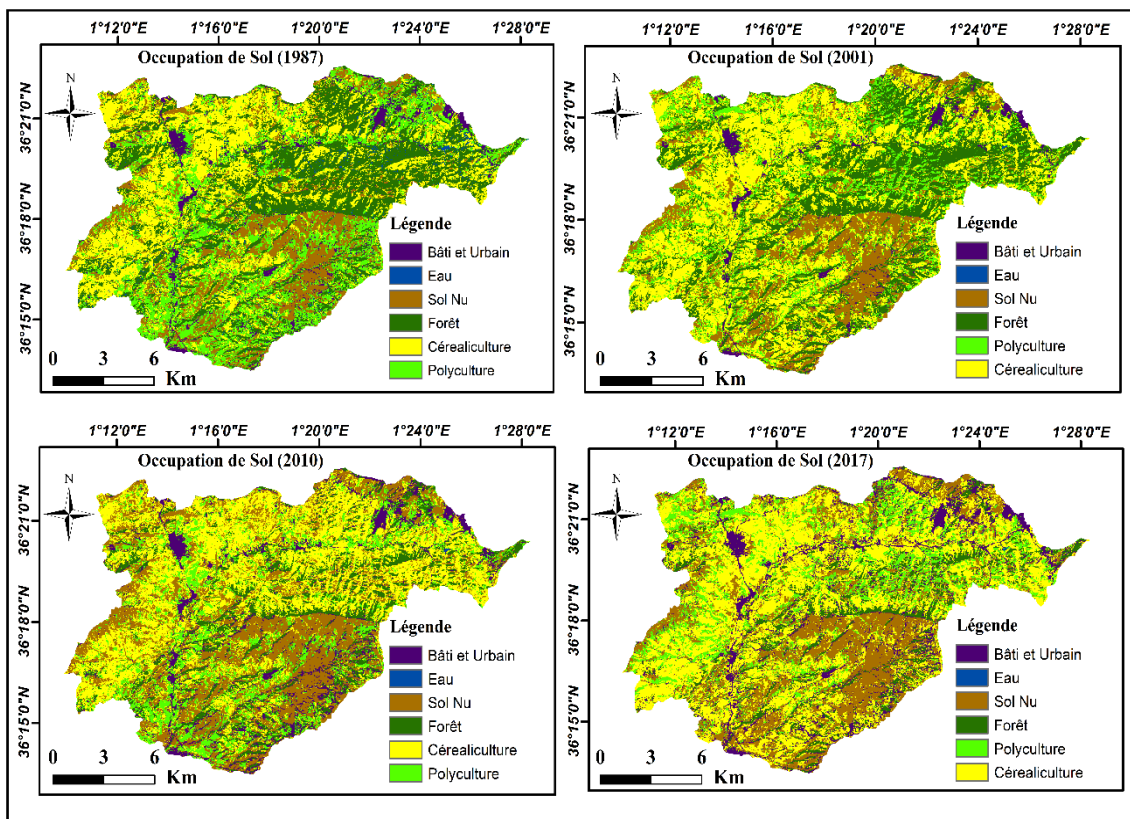 1°12'0"E 1°16'0"E 1°20'0"E 1°24'0"E 1°28'0"E
Occupation de Sol (1987)
N
36°21'0"N
36°18'0"N
36°15'0"N
Légende
Bâti et Urbain
Eau
Sol Nu
Forêt
Céréaliculture
Polyculture
0 3 6
Km
1°12'0"E 1°16'0"E 1°20'0"E 1°24'0"E 1°28'0"E
Occupation de Sol (2001)
N
36°21'0"N
36°18'0"N
36°15'0"N
Légende
Bâti et Urbain
Eau
Sol Nu
Forêt
Polyculture
Céréaliculture
0 3 6
Km
1°12'0"E 1°16'0"E 1°20'0"E 1°24'0"E 1°28'0"E
Occupation de Sol (2010)
N
36°21'0"N
36°18'0"N
36°15'0"N
Légende
Bâti et Urbain
Eau
Sol Nu
Forêt
Céréaliculture
Polyculture
0 3 6
Km
1°12'0"E 1°16'0"E 1°20'0"E 1°24'0"E 1°28'0"E
Occupation de Sol (2017)
N
36°21'0"N
36°18'0"N
36°15'0"N
Légende
Bâti et Urbain
Eau
Sol Nu
Forêt
Polyculture
Céréaliculture
0 3 6
Km